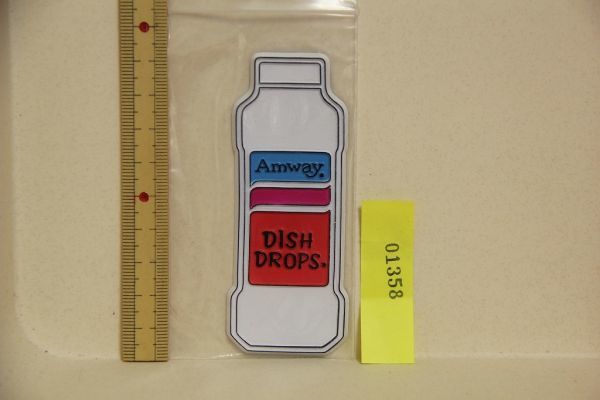 Amway.
DISH
DROPS.
01358